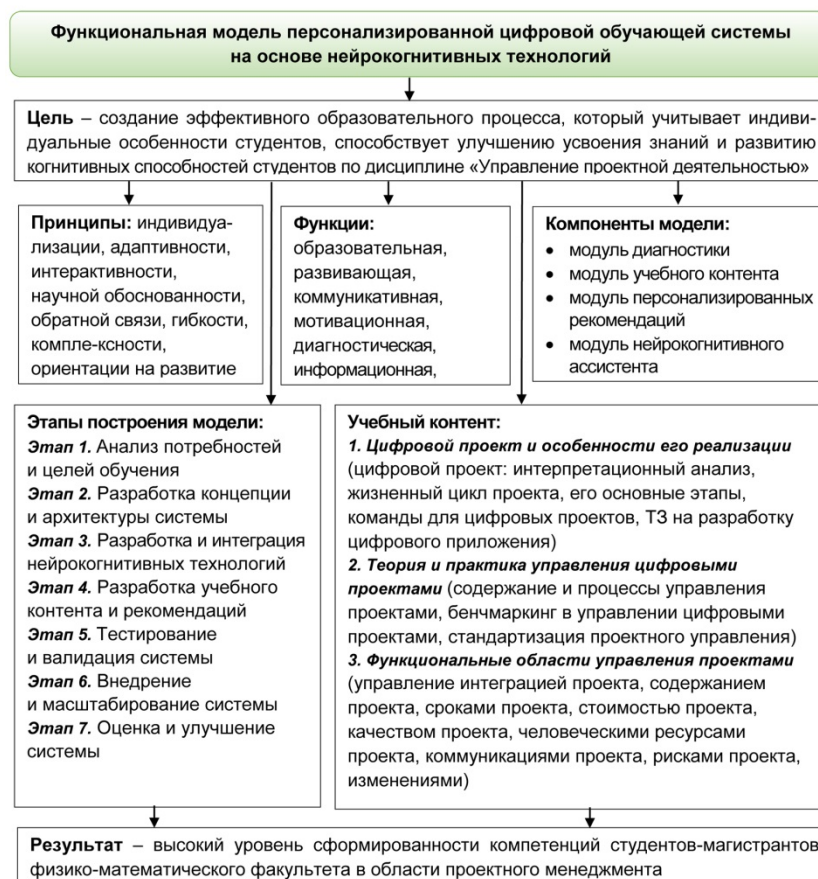 Функциональная модель персонализированной цифровой обучающей системы
на основе нейрокогнитивных технологий
Цель – создание эффективного образовательного процесса, который учитывает индиви-
дуальные особенности студентов, способствует улучшению усвоения знаний и развитию
когнитивных способностей студентов по дисциплине «Управление проектной деятельностью»
Принципы: индивидуа-
лизации, адаптивности,
интерактивности,
научной обоснованности,
обратной связи, гибкости,
компле-ксности,
ориентации на развитие
Функции:
образовательная,
развивающая,
коммуникативная,
мотивационная,
диагностическая,
информационная,
Компоненты модели:
• модуль диагностики
• модуль учебного контента
• модуль персонализированных
рекомендаций
• модуль нейрокогнитивного
ассистента
Этапы построения модели:
Этап 1. Анализ потребностей
и целей обучения
Этап 2. Разработка концепции
и архитектуры системы
Этап 3. Разработка и интеграция
нейрокогнитивных технологий
Этап 4. Разработка учебного
контента и рекомендаций
Этап 5. Тестирование
и валидация системы
Этап 6. Внедрение
и масштабирование системы
Этап 7. Оценка и улучшение
системы
Учебный контент:
1. Цифровой проект и особенности его реализации
(цифровой проект: интерпретационный анализ,
жизненный цикл проекта, его основные этапы,
команды для цифровых проектов, ТЗ на разработку
цифрового приложения)
2. Теория и практика управления цифровыми
проектами (содержание и процессы управления
проектами, бенчмаркинг в управлении цифровыми
проектами, стандартизация проектного управления)
3. Функциональные области управления проектами
(управление интеграцией проекта, содержанием
проекта, сроками проекта, стоимостью проекта,
качеством проекта, человеческими ресурсами
проекта, коммуникациями проекта, рисками проекта,
изменениями)
Результат – высокий уровень сформированности компетенций студентов-магистрантов
физико-математического факультета в области проектного менеджмента